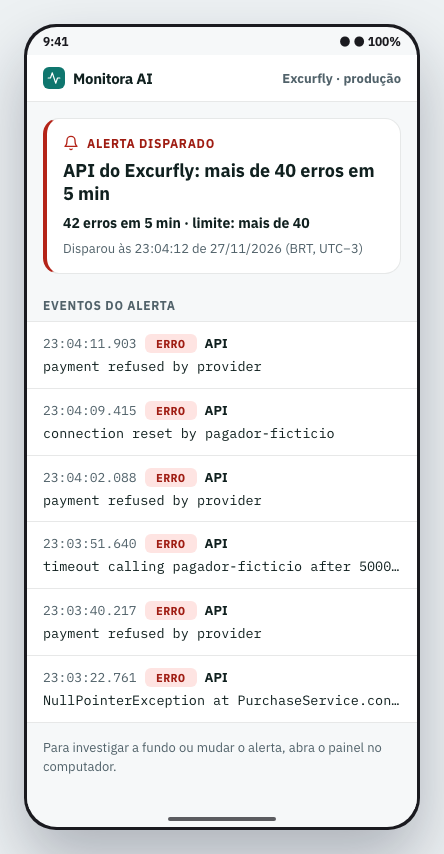 9:41
100%
Monitora AI
Excurfly · produção
ALERTA DISPARADO
API do Excurfly: mais de 40 erros em
5 min
42 erros em 5 min · limite: mais de 40
Disparou às 23:04:12 de 27/11/2026 (BRT, UTC−3)
EVENTOS DO ALERTA
23:04:11.903 ERRO API
payment refused by provider
23:04:09.415 ERRO API
connection reset by pagador-ficticio
23:04:02.088 ERRO API
payment refused by provider
23:03:51.640 ERRO API
timeout calling pagador-ficticio after 5000…
23:03:40.217 ERRO API
payment refused by provider
23:03:22.761 ERRO API
NullPointerException at PurchaseService.con…
Para investigar a fundo ou mudar o alerta, abra o painel no
computador.